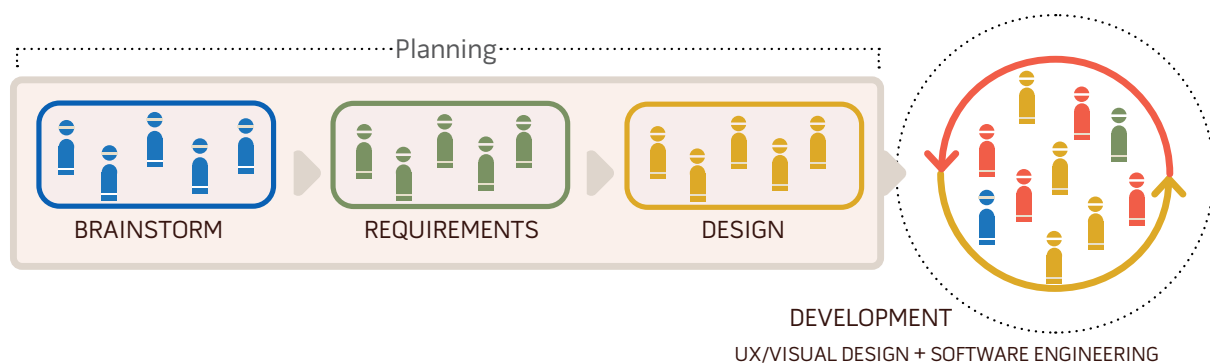 Planning
BRAINSTORM
REQUIREMENTS
DESIGN
DEVELOPMENT
UX/VISUAL DESIGN + SOFTWARE ENGINEERING